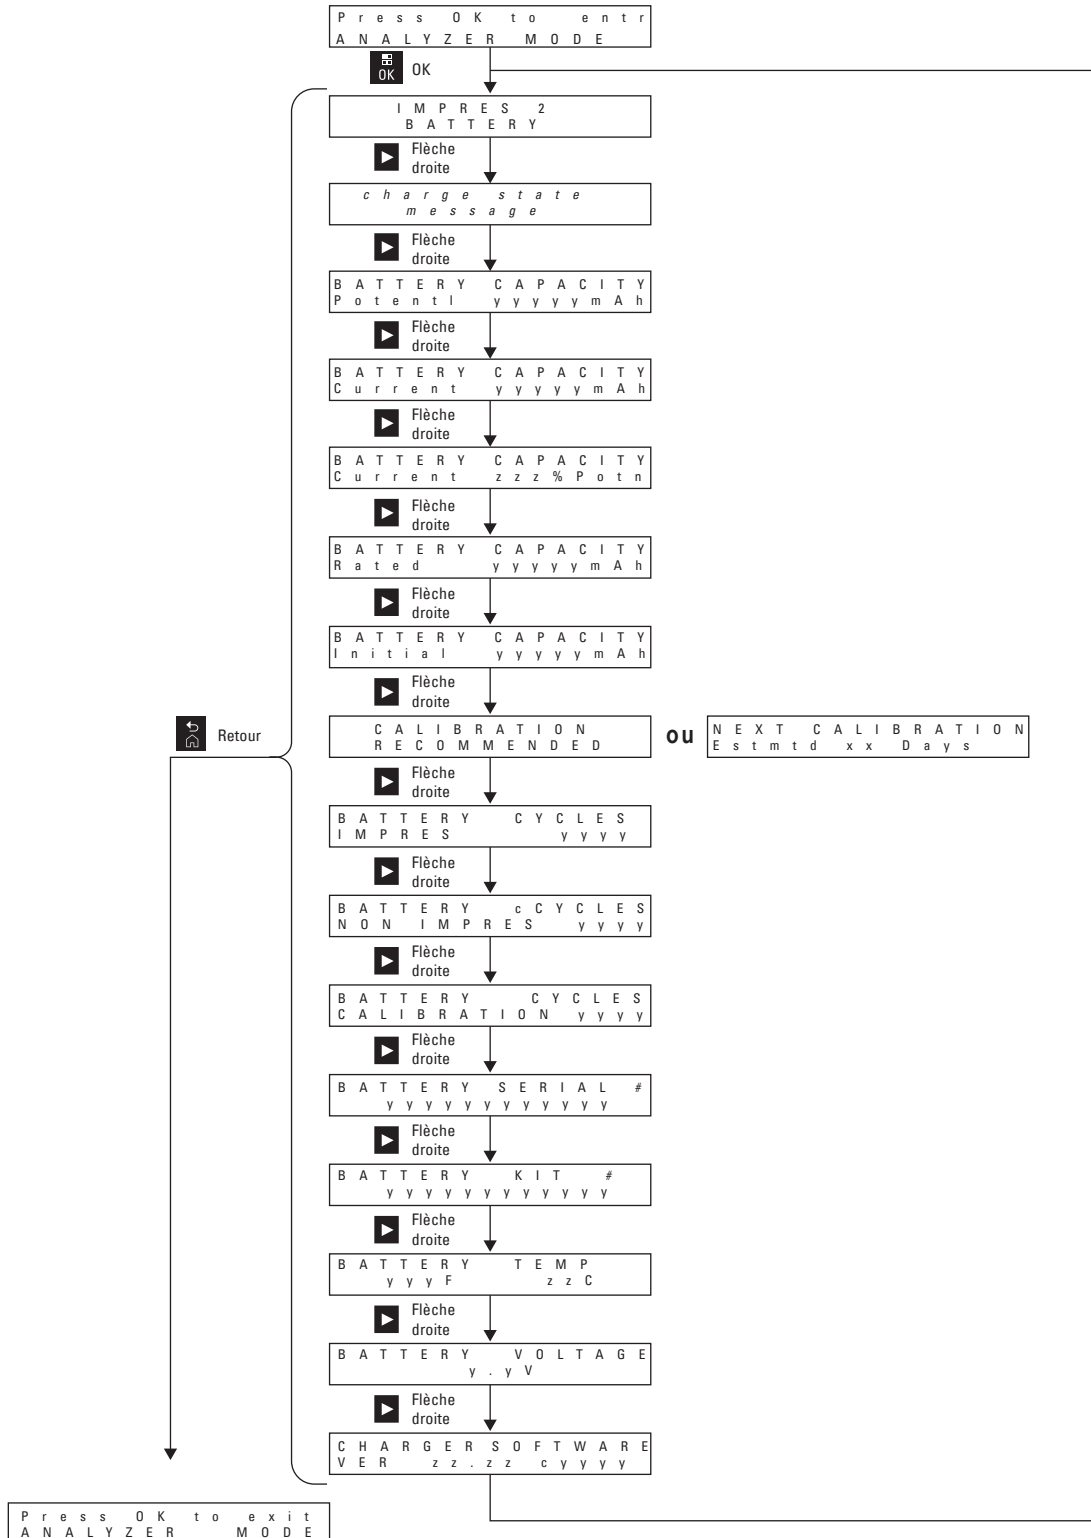 Press OK to entr
ANALYZER MODE
OK OK
IMPRES 2
BATTERY
Flèche
droite
charge state
message
Flèche
droite
BATTERY CAPACITY
Potentl yyyyymAh
Flèche
droite
BATTERY CAPACITY
Current yyyyymAh
Flèche
droite
BATTERY CAPACITY
Current zzz%Potn
Flèche
droite
BATTERY CAPACITY
Rated yyyyymAh
Flèche
droite
BATTERY CAPACITY
Initial yyyyymAh
Flèche
droite
Retour
CALIBRATION
RECOMMENDED
ou
NEXT CALIBRATION
Estmtd xx Days
Flèche
droite
BATTERY CYCLES
IMPRES yyyy
Flèche
droite
BATTERY cCYCLES
NON IMPRES yyyy
Flèche
droite
BATTERY CYCLES
CALIBRATION yyyy
Flèche
droite
BATTERY SERIAL #
yyyyyyyyyyyy
Flèche
droite
BATTERY KIT #
yyyyyyyyyyyy
Flèche
droite
BATTERY TEMP
yyyF zzC
Flèche
droite
BATTERY VOLTAGE
y.yV
Flèche
droite
CHARGERSOFTWARE
VER zz.zz cyyyy
Press OK to exit
ANALYZER MODE